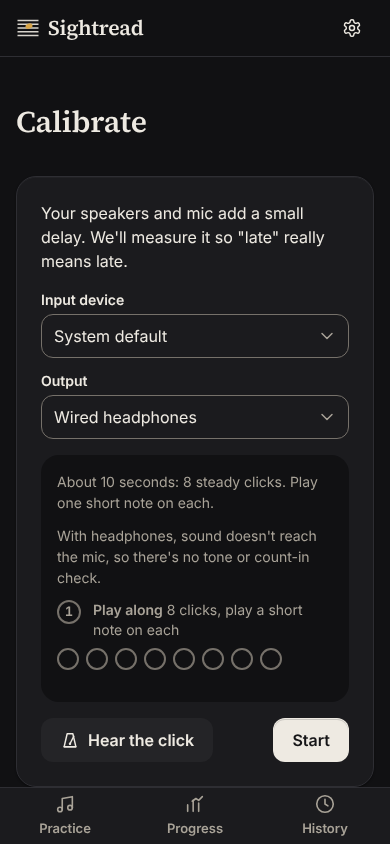 Sightread
Calibrate
Your speakers and mic add a small
delay. We'll measure it so "late" really
means late.
Input device
System default
Output
Wired headphones
About 10 seconds: 8 steady clicks. Play
one short note on each.
With headphones, sound doesn't reach
the mic, so there's no tone or count-in
check.
1 Play along 8 clicks, play a short
note on each
Hear the click
Start
Practice
Progress
History